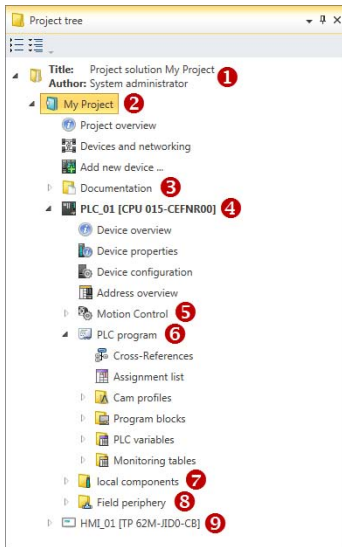 Project tree
Title: Project solution My Project 1
Author: System administrator
My Project 2
Project overview
Devices and networking
Add new device ...
Documentation 3
PLC_01 [CPU 015-CEFNR00] 4
Device overview
Device properties
Device configuration
Address overview
Motion Control 5
PLC program 6
Cross-References
Assignment list
Cam profiles
Program blocks
PLC variables
Monitoring tables
local components 7
Field periphery 8
HMI_01 [TP 62M-JID0-CB] 9